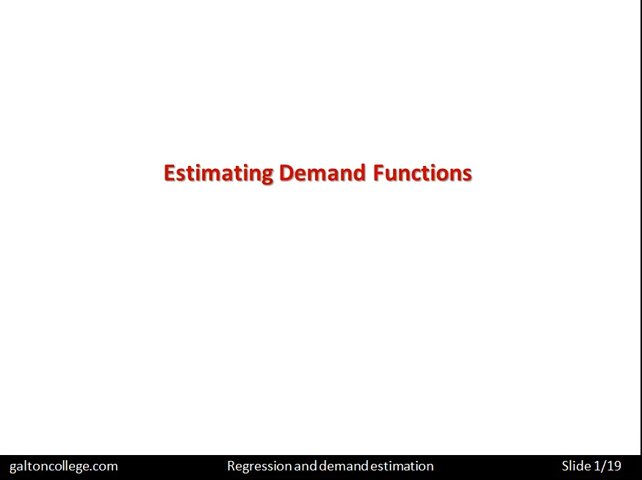 Estimating Demand Functions
galtoncollege.com Regression and demand estimation Slide 1/19